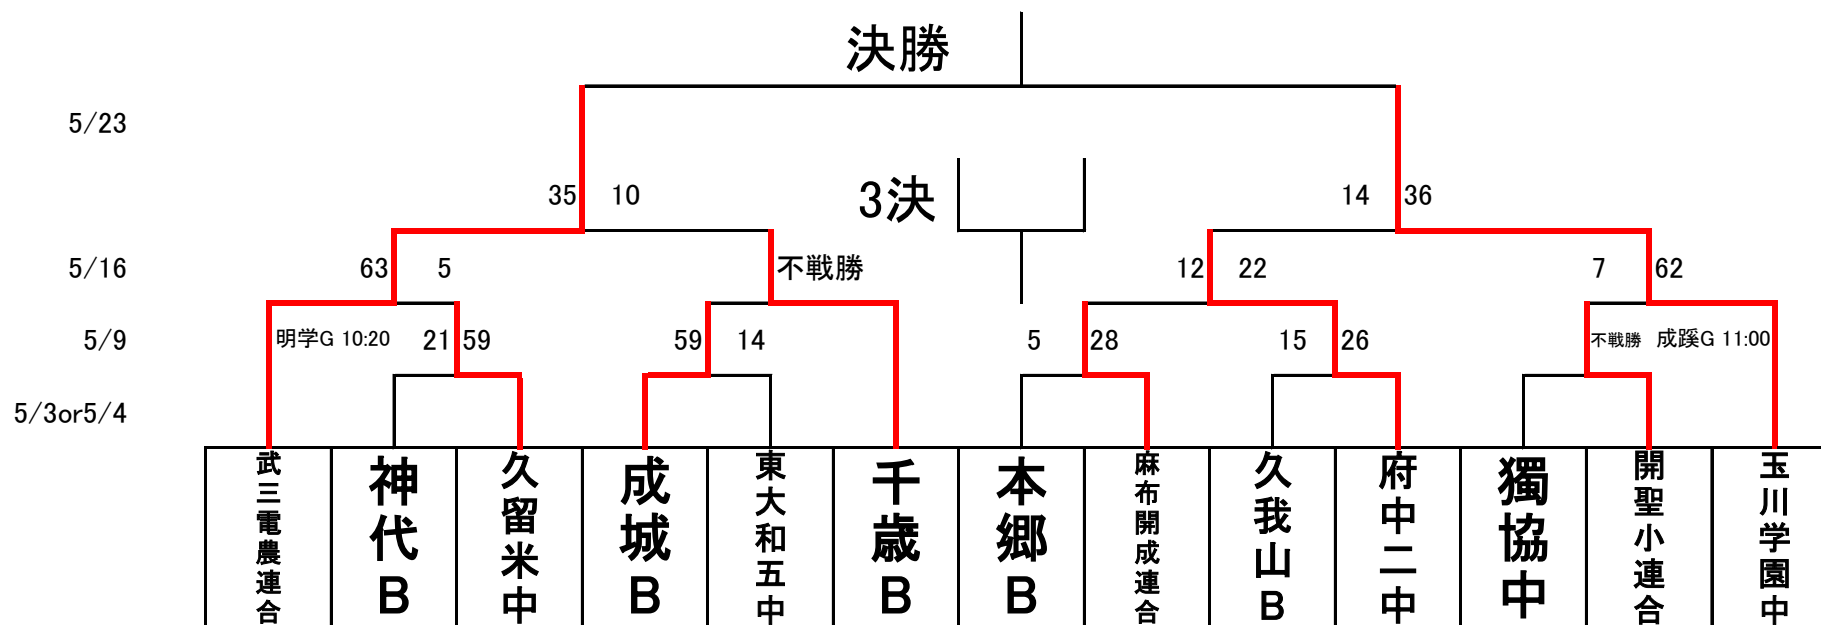 決勝
5/23
35 10
3決
14 36
5/16
63 5
不戦勝
12 22
7 62
5/9
明学G 10:20
21 59
59 14
5 28
15 26
不戦勝
成蹊G 11:00
5/3or5/4
武三電農連合
神代B
久留米中
成城B
東大和五中
千歳B
本郷B
麻布開成連合
久我山B
府中二中
獨協中
開聖小連合
玉川学園中